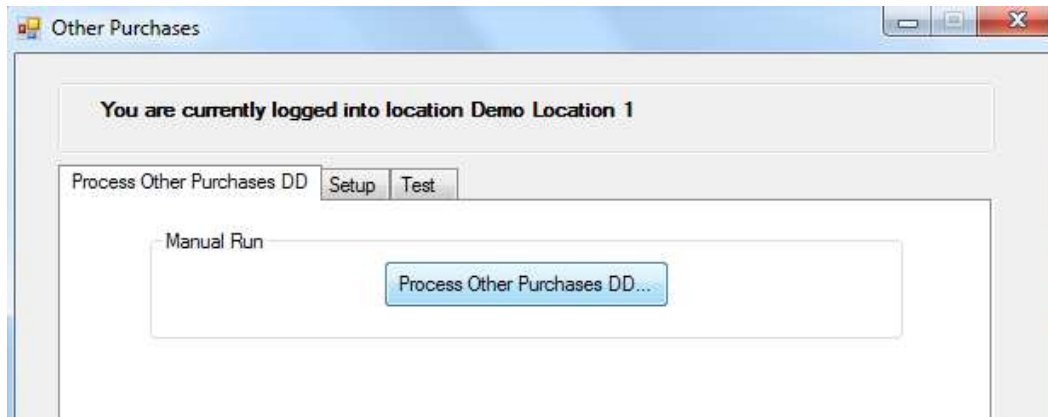 Other Purchases
You are currently logged into location Demo Location 1
Process Other Purchases DD Setup Test
Manual Run
Process Other Purchases DD...